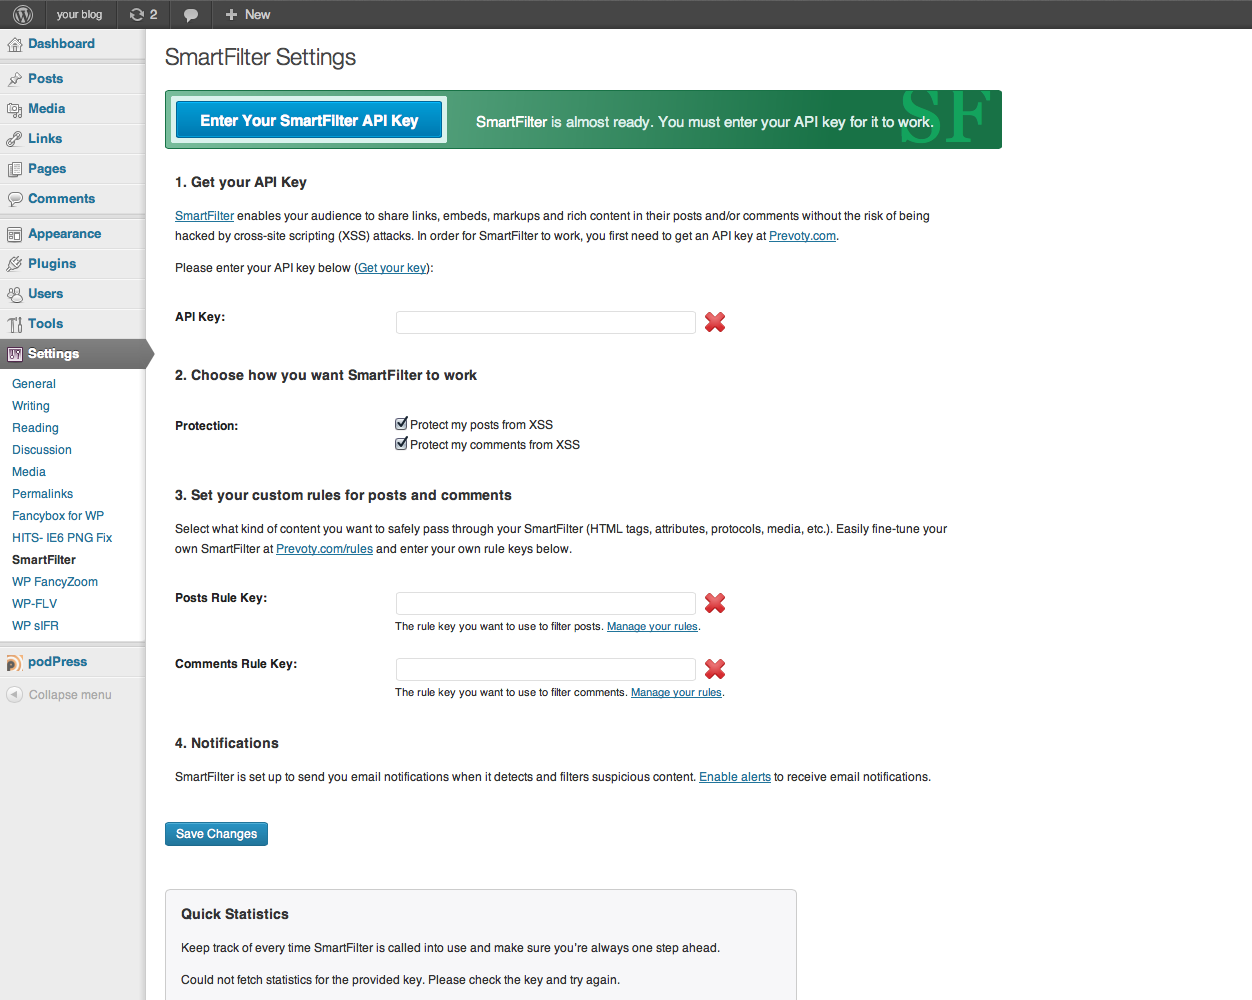 your blog
2
New
Dashboard
Posts
Media
Links
Pages
Comments
Appearance
Plugins
Users
Tools
Settings
General
Writing
Reading
Discussion
Media
Permalinks
Fancybox for WP
HITS- IE6 PNG Fix
SmartFilter
WP FancyZoom
WP-FLV
WP sIFR
podPress
Collapse menu
SmartFilter Settings
Enter Your SmartFIlter API Key
SmartFilter is almost ready. You must enter your API key for it to work.
SF
1. Get your API Key
SmartFilter enables your audience to share links, embeds, markups and rich content in their posts and/or comments without the risk of being
hacked by cross-site scripting (XSS) attacks. In order for SmartFilter to work, you first need to get an API key at Prevoty.com.
Please enter your API key below (Get your key):
API Key:
2. Choose how you want SmartFilter to work
Protection:
Protect my posts from XSS
Protect my comments from XSS
3. Set your custom rules for posts and comments
Select what kind of content you want to safely pass through your SmartFilter (HTML tags, attributes, protocols, media, etc.). Easily fine-tune your
own SmartFilter at Prevoty.com/rules and enter your own rule keys below.
Posts Rule Key:
The rule key you want to use to filter posts. Manage your rules.
Comments Rule Key:
The rule key you want to use to filter comments. Manage your rules.
4. Notifications
SmartFilter is set up to send you email notifications when it detects and filters suspicious content. Enable alerts to receive email notifications.
Save Changes
Quick Statistics
Keep track of every time SmartFilter is called into use and make sure you're always one step ahead.
Could not fetch statistics for the provided key. Please check the key and try again.